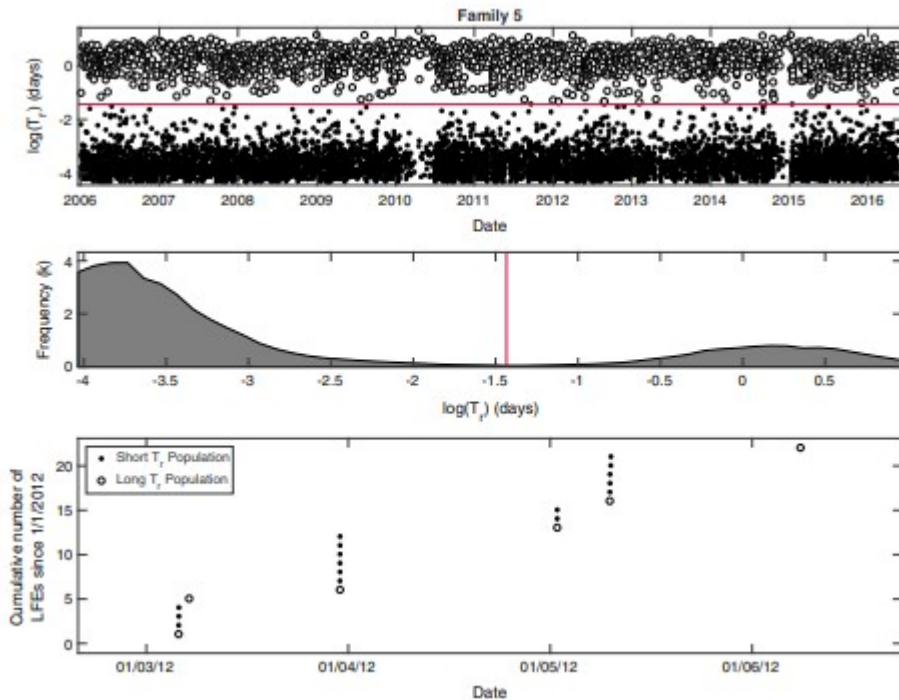 Family 5
log(T_r) (days)
0
-2
-4
2006 2007 2008 2009 2010 2011 2012 2013 2014 2015 2016
Date
Frequency (k)
4
2
0
-4 -3.5 -3 -2.5 -2 -1.5 -1 -0.5 0 0.5
log(T_r) (days)
Cumulative number of
LFEs since 1/1/2012
Short T_r Population
Long T_r Population
20
15
10
5
0
01/03/12 01/04/12 01/05/12 01/06/12
Date